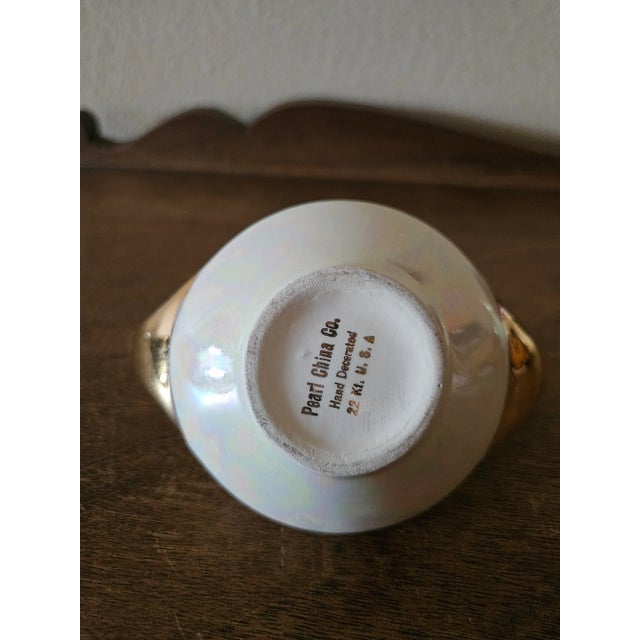 Pearl China Co.
Hand Decorated
22 Kt. U. S. A